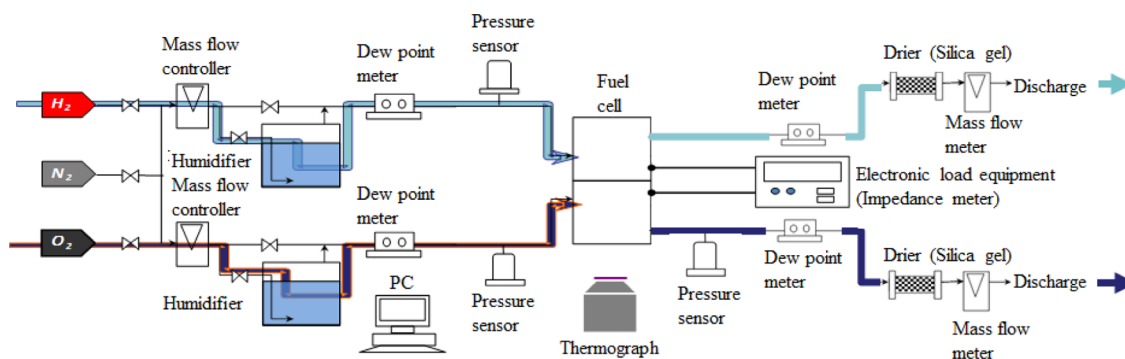 Pressure
sensor
Mass flow
controller
Dew point
meter
Fuel
cell
Drier (Silica gel)
Dew point
meter
Discharge
H₂
Mass flow
meter
Humidifier
N₂
Mass flow
controller
Electronic load equipment
(Impedance meter)
Dew point
meter
O₂
Drier (Silica gel)
Dew point
meter
PC
Discharge
Humidifier
Pressure
sensor
Pressure
sensor
Mass flow
meter
Thermograph